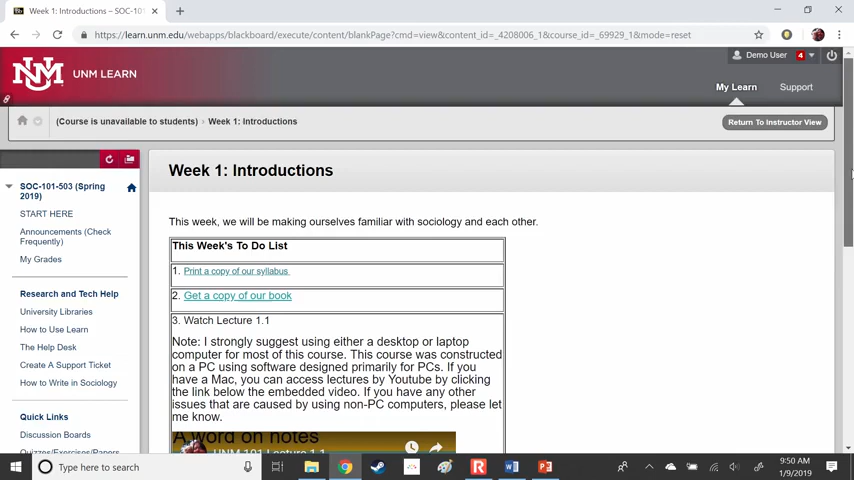 Week 1: Introductions – SOC-101-
https://learn.unm.edu/webapps/blackboard/execute/content/blankPage?cmd=view&content_id=_4208006_1&course_id=_69929_1&mode=reset
Demo User 4
UNM UNM LEARN
My Learn Support
(Course is unavailable to students) › Week 1: Introductions
Return To Instructor View
SOC-101-503 (Spring 2019)
START HERE
Announcements (Check Frequently)
My Grades
Research and Tech Help
University Libraries
How to Use Learn
The Help Desk
Create A Support Ticket
How to Write in Sociology
Quick Links
Discussion Boards
Quizzes/Exercises/Papers
Week 1: Introductions
This week, we will be making ourselves familiar with sociology and each other.
This Week's To Do List
1. Print a copy of our syllabus
2. Get a copy of our book
3. Watch Lecture 1.1
Note: I strongly suggest using either a desktop or laptop
computer for most of this course. This course was constructed
on a PC using software designed primarily for PCs. If you
have a Mac, you can access lectures by Youtube by clicking
the link below the embedded video. If you have any other
issues that are caused by using non-PC computers, please let
me know.
A word on notes
UNM 101 Lecture 1.1
Type here to search
9:50 AM
1/9/2019